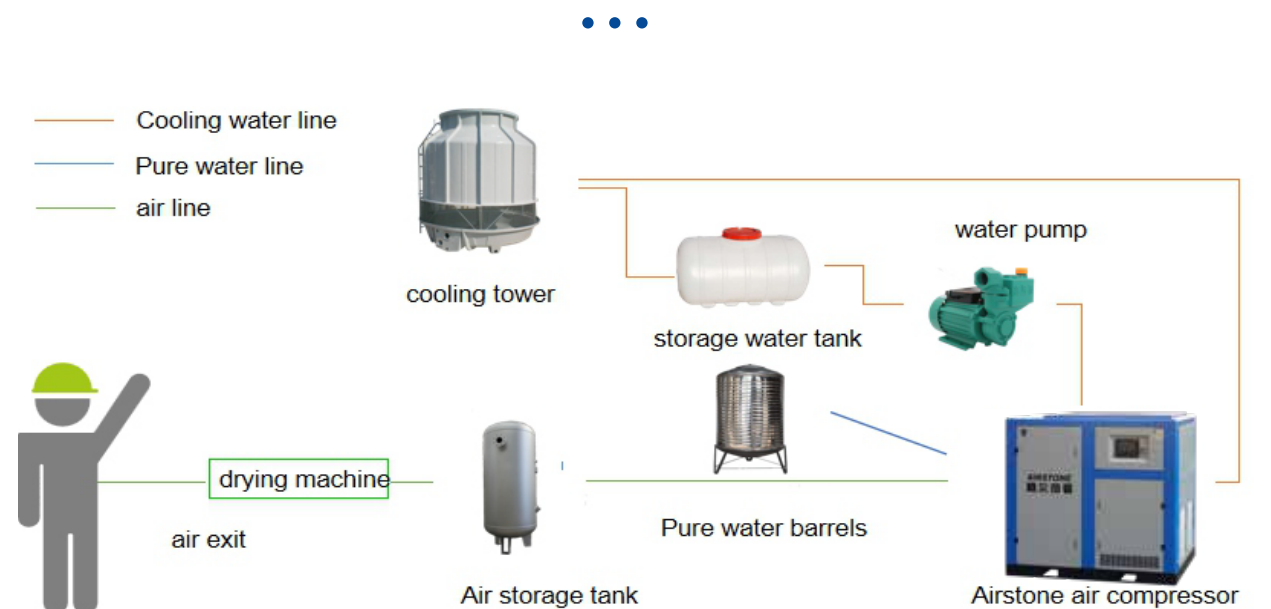 Cooling water line
Pure water line
air line
cooling tower
water pump
storage water tank
drying machine
air exit
Pure water barrels
Air storage tank
AIRSTONE
Airstone air compressor